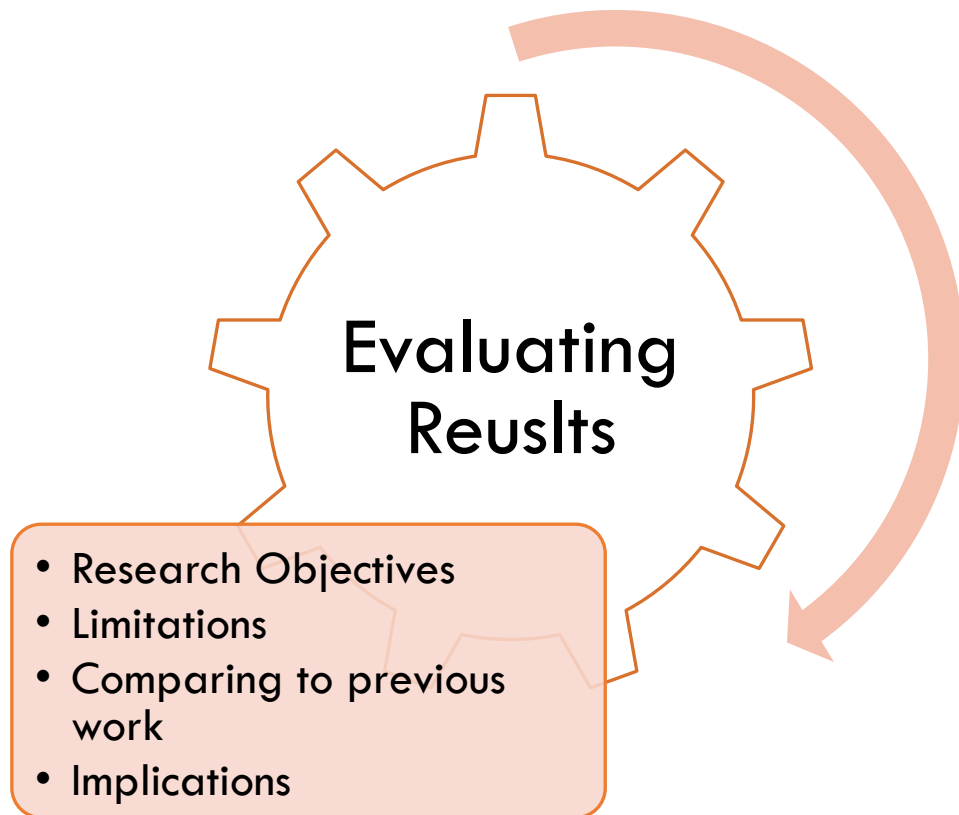 Evaluating
Reuslts
• Research Objectives
• Limitations
• Comparing to previous
work
• Implications